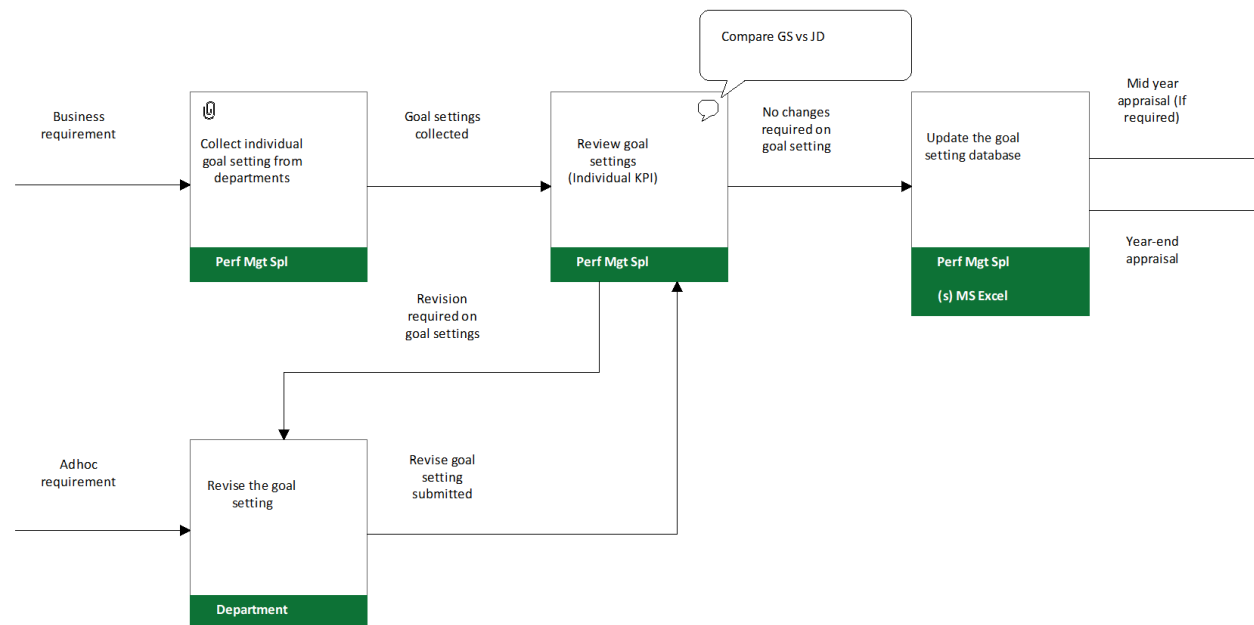 Compare GS vs JD
Business
requirement
Collect individual
goal setting from
departments
Perf Mgt Spl
Goal settings
collected
Review goal
settings
(Individual KPI)
Perf Mgt Spl
No changes
required on
goal setting
Update the goal
setting database
Perf Mgt Spl
(s) MS Excel
Mid year
appraisal (If
required)
Year-end
appraisal
Revision
required on
goal settings
Adhoc
requirement
Revise the goal
setting
Department
Revise goal
setting
submitted